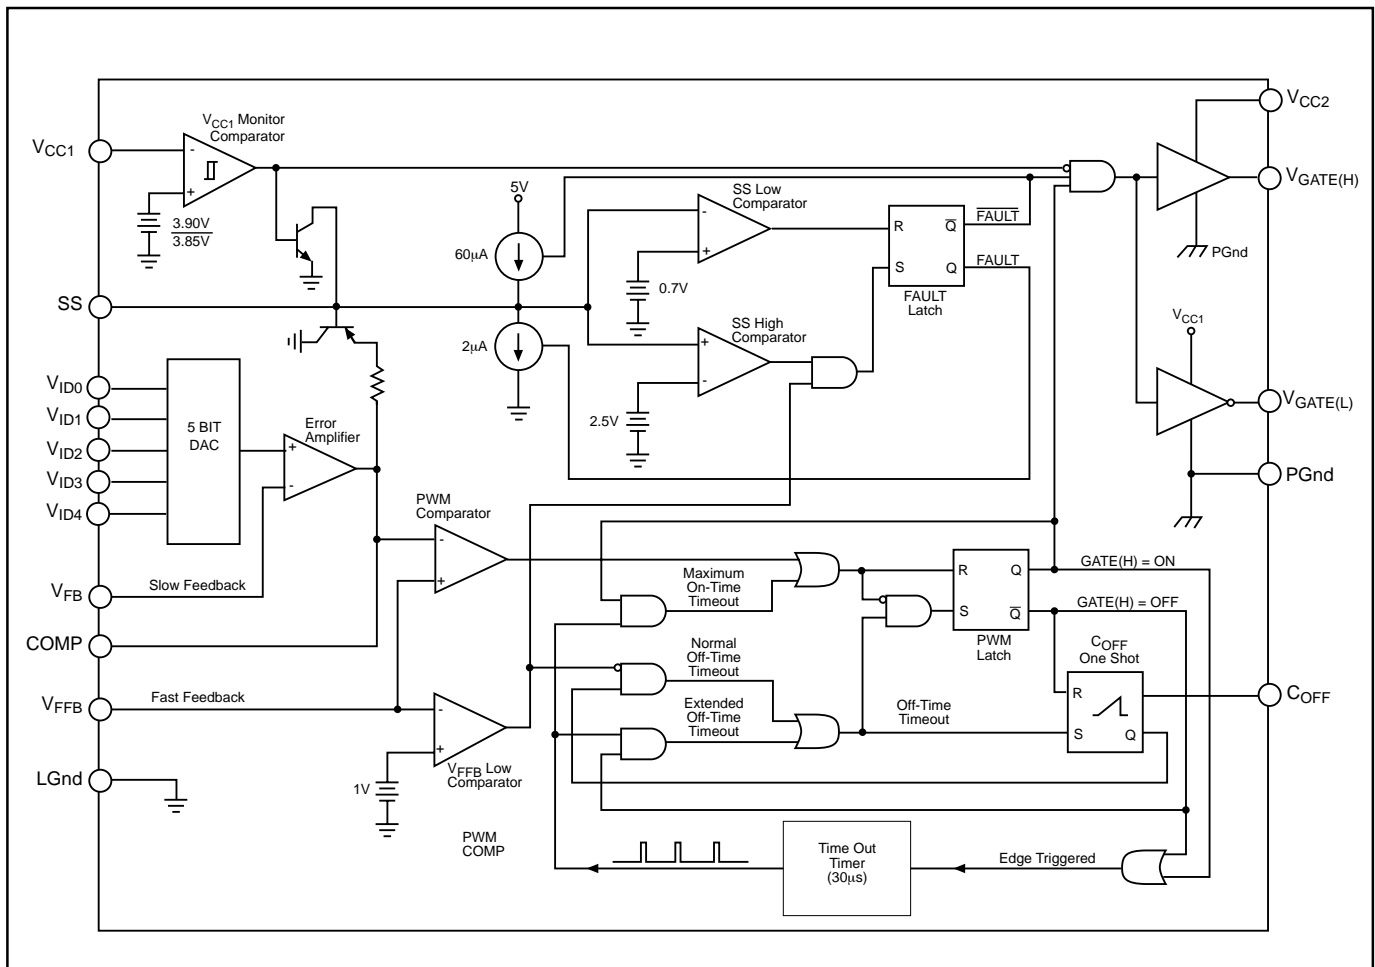 VCC2
VCC1 Monitor
Comparator
VCC1
-
+
3.90V
3.85V
5V
SS Low
Comparator
-
+
FAULT
R
Q
S
Q
FAULT
FAULT
Latch
VGATE(H)
PGnd
60µA
0.7V
SS
SS High
Comparator
+
-
2µA
2.5V
VCC1
VGATE(L)
VID0
VID1
VID2
VID3
VID4
5 BIT
DAC
Error
Amplifier
+
-
PGnd
PWM
Comparator
-
+
VFB
Slow Feedback
Maximum
On-Time
Timeout
R
Q
S
Q
PWM
Latch
GATE(H) = ON
GATE(H) = OFF
COMP
Normal
Off-Time
Timeout
COFF
One Shot
VFFB
Fast Feedback
-
+
VFFB Low
Comparator
Extended
Off-Time
Timeout
Off-Time
Timeout
R
S
Q
COFF
LGnd
1V
PWM
COMP
Time Out
Timer
(30µs)
Edge Triggered